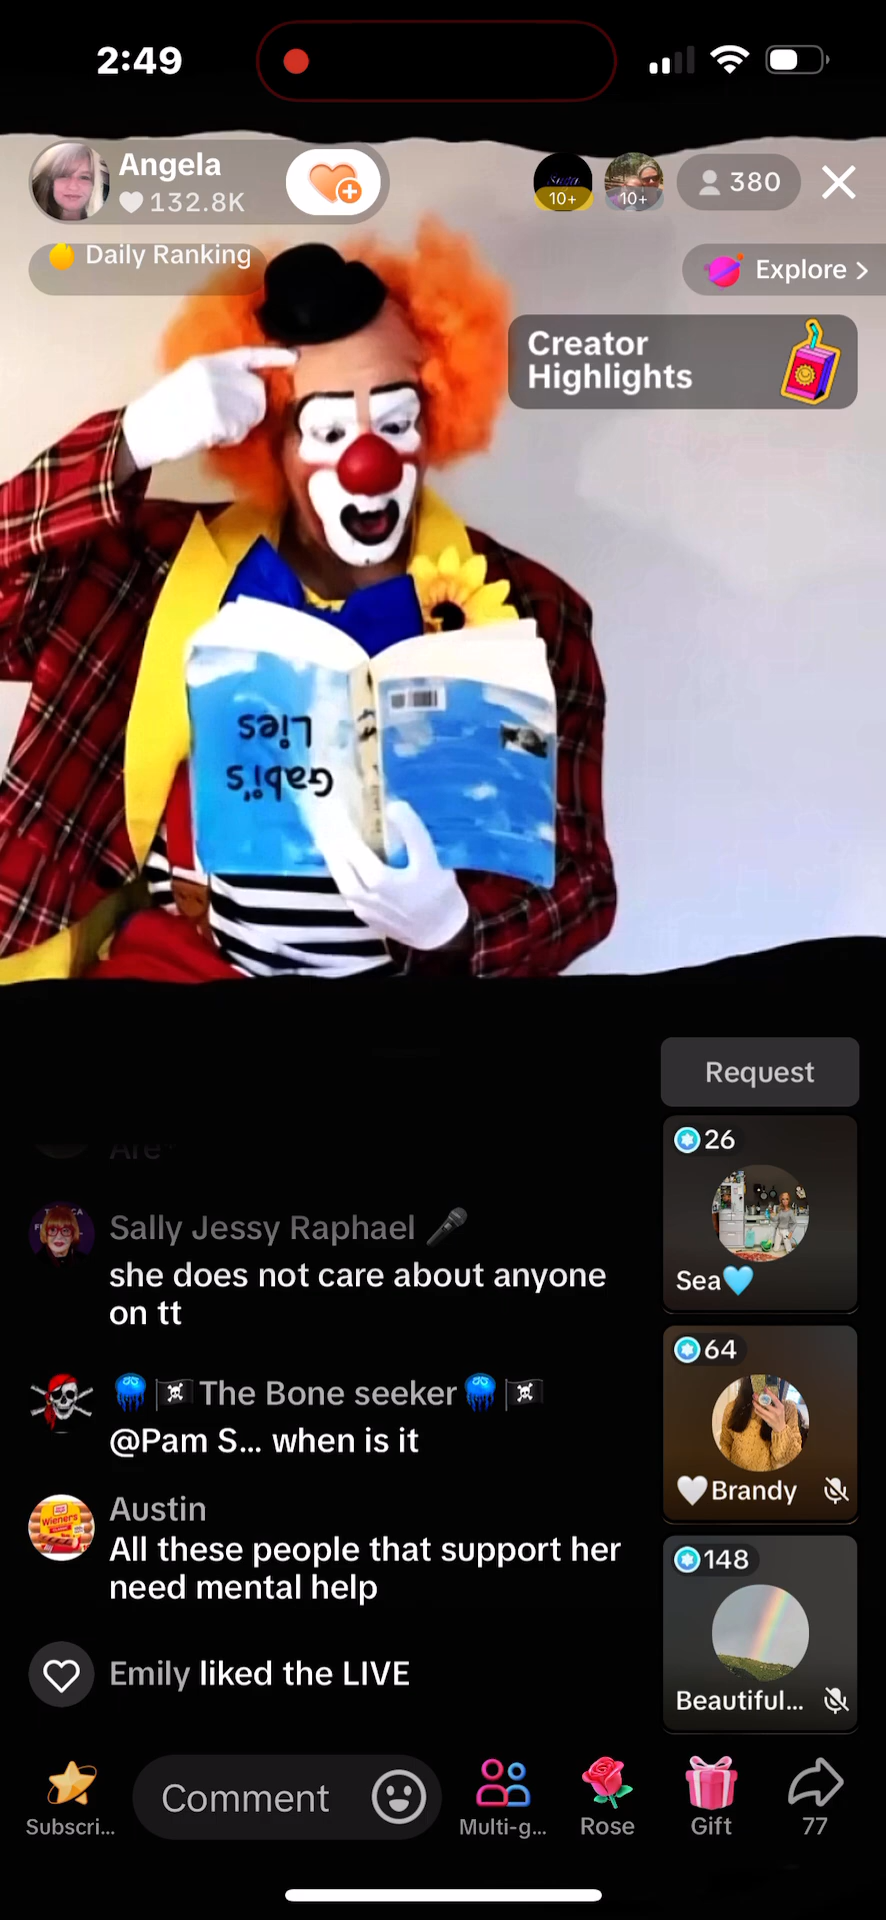 2:49
Angela
132.8K
10+
10+
380
Daily Ranking
Explore >
Creator
Highlights
Gabi's
Lies
Request
26
Sea🩵
Are
Sally Jessy Raphael 🎤
she does not care about anyone
on tt
64
🤍Brandy
🪼🏴‍☠️The Bone seeker🪼🏴‍☠️
@Pam S... when is it
Austin
All these people that support her
need mental help
148
Beautiful...
Emily liked the LIVE
Subscri...
Comment
Multi-g...
Rose
Gift
77